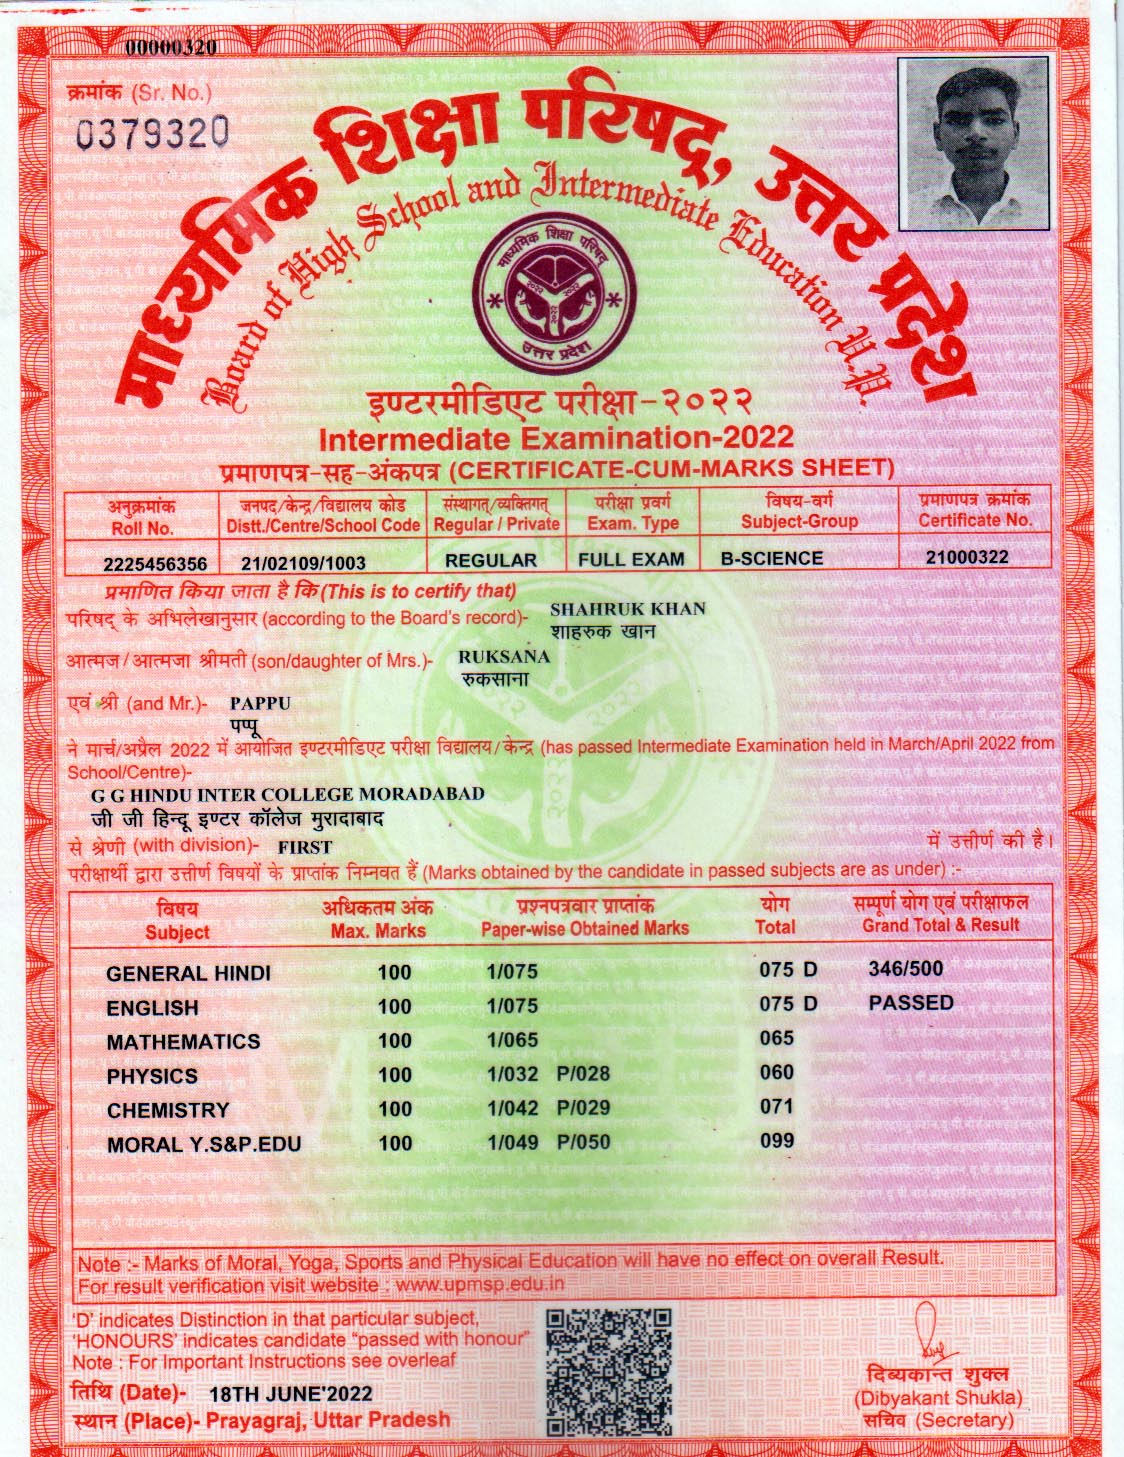 00000320
क्रमांक (Sr. No.)
0379320
माध्यमिक शिक्षा परिषद्, उत्तर प्रदेश
Board of High School and Intermediate Education U.P.
माध्यमिक शिक्षा परिषद्
उत्तर प्रदेश
इण्टरमीडिएट परीक्षा-२०२२
Intermediate Examination-2022
प्रमाणपत्र-सह-अंकपत्र (CERTIFICATE-CUM-MARKS SHEET)
अनुक्रमांक जनपद/केन्द्र/विद्यालय कोड संस्थागत/व्यक्तिगत परीक्षा प्रवर्ग विषय-वर्ग प्रमाणपत्र क्रमांक
Roll No. Distt./Centre/School Code Regular / Private Exam. Type Subject-Group Certificate No.
2225456356 21/02109/1003 REGULAR FULL EXAM B-SCIENCE 21000322
प्रमाणित किया जाता है कि (This is to certify that)
परिषद् के अभिलेखानुसार (according to the Board's record)- SHAHRUK KHAN
शाहरुक खान
आत्मज/आत्मजा श्रीमती (son/daughter of Mrs.)- RUKSANA
रुकसाना
एवं श्री (and Mr.)- PAPPU
पप्पू
ने मार्च/अप्रैल 2022 में आयोजित इण्टरमीडिएट परीक्षा विद्यालय/केन्द्र (has passed Intermediate Examination held in March/April 2022 from
School/Centre)-
G G HINDU INTER COLLEGE MORADABAD
जी जी हिन्दू इण्टर कॉलेज मुरादाबाद
से श्रेणी (with division)- FIRST में उत्तीर्ण की है।
परीक्षार्थी द्वारा उत्तीर्ण विषयों के प्राप्तांक निम्नवत हैं (Marks obtained by the candidate in passed subjects are as under) :-
विषय अधिकतम अंक प्रश्नपत्रवार प्राप्तांक योग सम्पूर्ण योग एवं परीक्षाफल
Subject Max. Marks Paper-wise Obtained Marks Total Grand Total & Result
GENERAL HINDI 100 1/075 075 D 346/500
ENGLISH 100 1/075 075 D PASSED
MATHEMATICS 100 1/065 065
PHYSICS 100 1/032 P/028 060
CHEMISTRY 100 1/042 P/029 071
MORAL Y.S&P.EDU 100 1/049 P/050 099
Note :- Marks of Moral, Yoga, Sports and Physical Education will have no effect on overall Result.
For result verification visit website : www.upmsp.edu.in
'D' indicates Distinction in that particular subject,
'HONOURS' indicates candidate "passed with honour"
Note : For Important Instructions see overleaf
तिथि (Date)- 18TH JUNE'2022
स्थान (Place)- Prayagraj, Uttar Pradesh
दिब्यकान्त शुक्ल
(Dibyakant Shukla)
सचिव (Secretary)